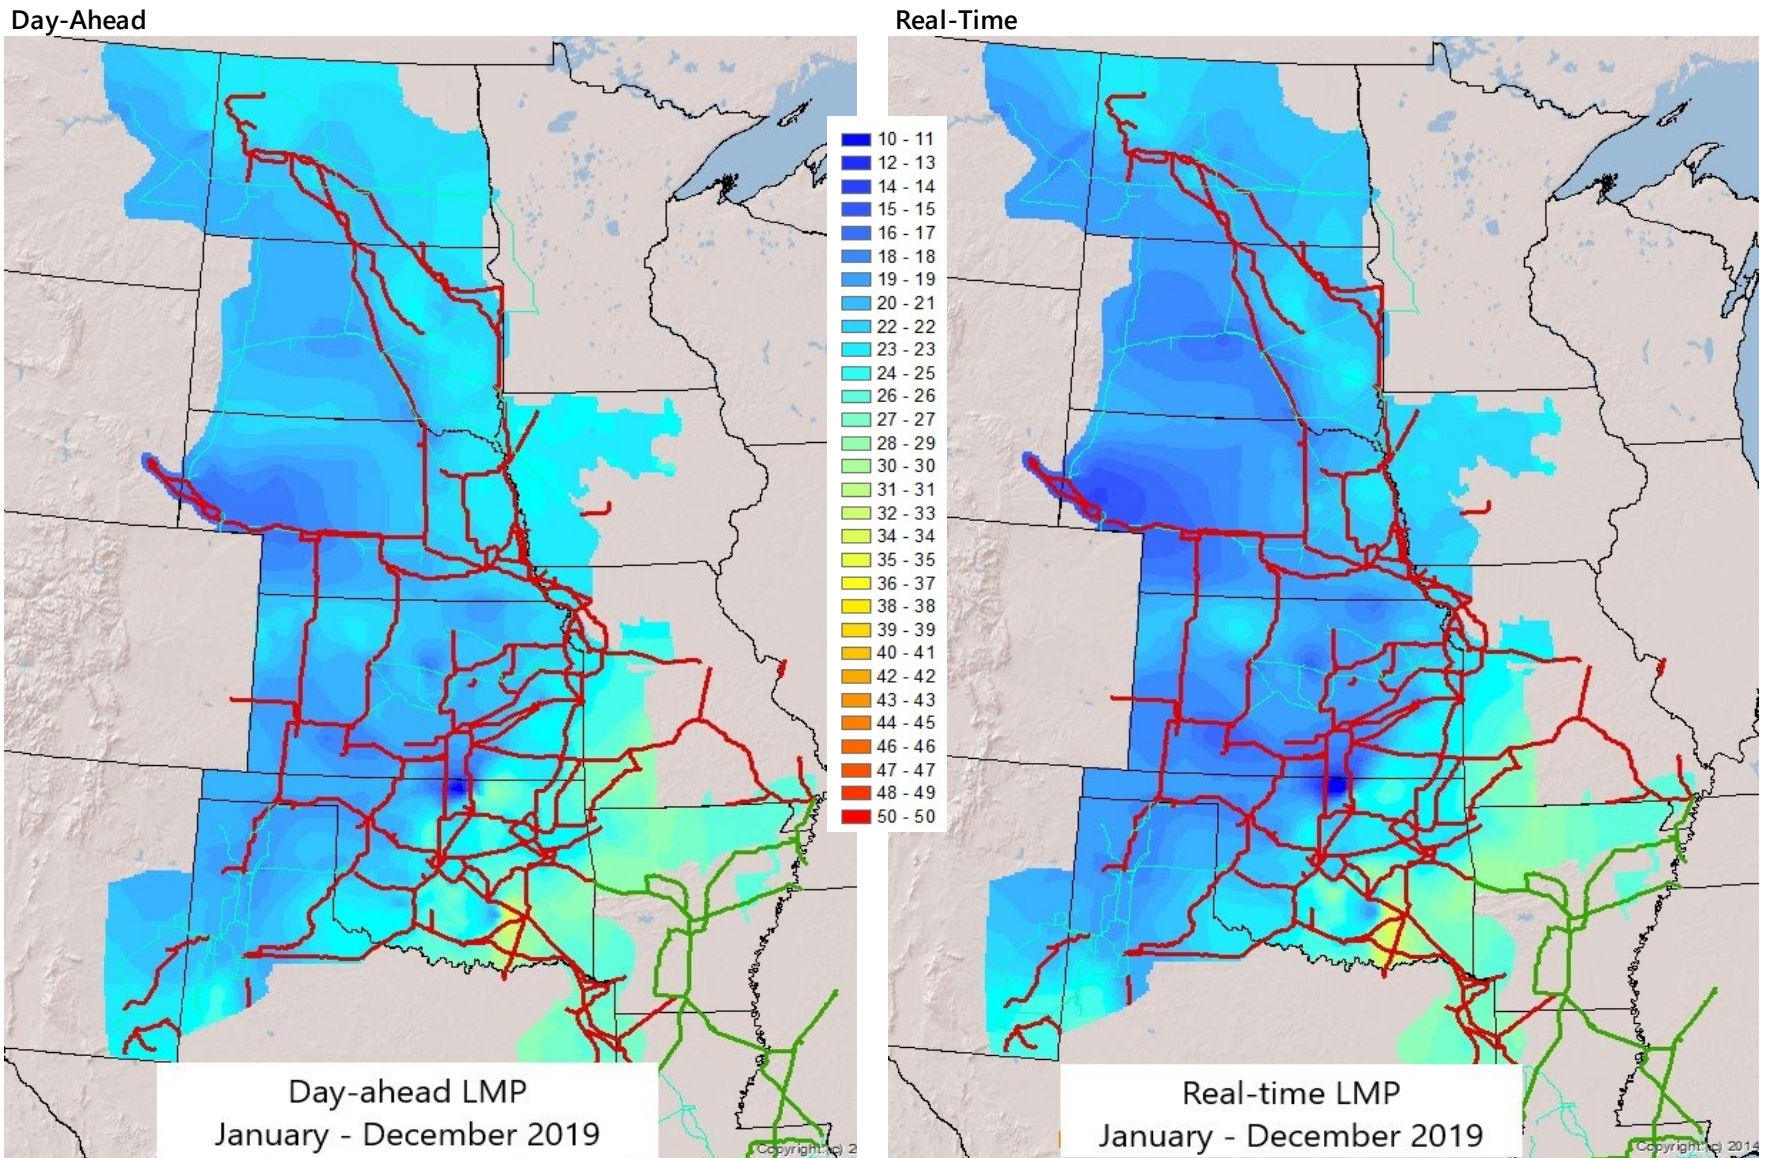 Day-Ahead
Real-Time
10 - 11
12 - 13
14 - 14
15 - 15
16 - 17
18 - 18
19 - 19
20 - 21
22 - 22
23 - 23
24 - 25
26 - 26
27 - 27
28 - 29
30 - 30
31 - 31
32 - 33
34 - 34
35 - 35
36 - 37
38 - 38
39 - 39
40 - 41
42 - 42
43 - 43
44 - 45
46 - 46
47 - 47
48 - 49
50 - 50
Day-ahead LMP
January - December 2019
Copyright:(c) 2
Real-time LMP
January - December 2019
Copyright:(c) 2014